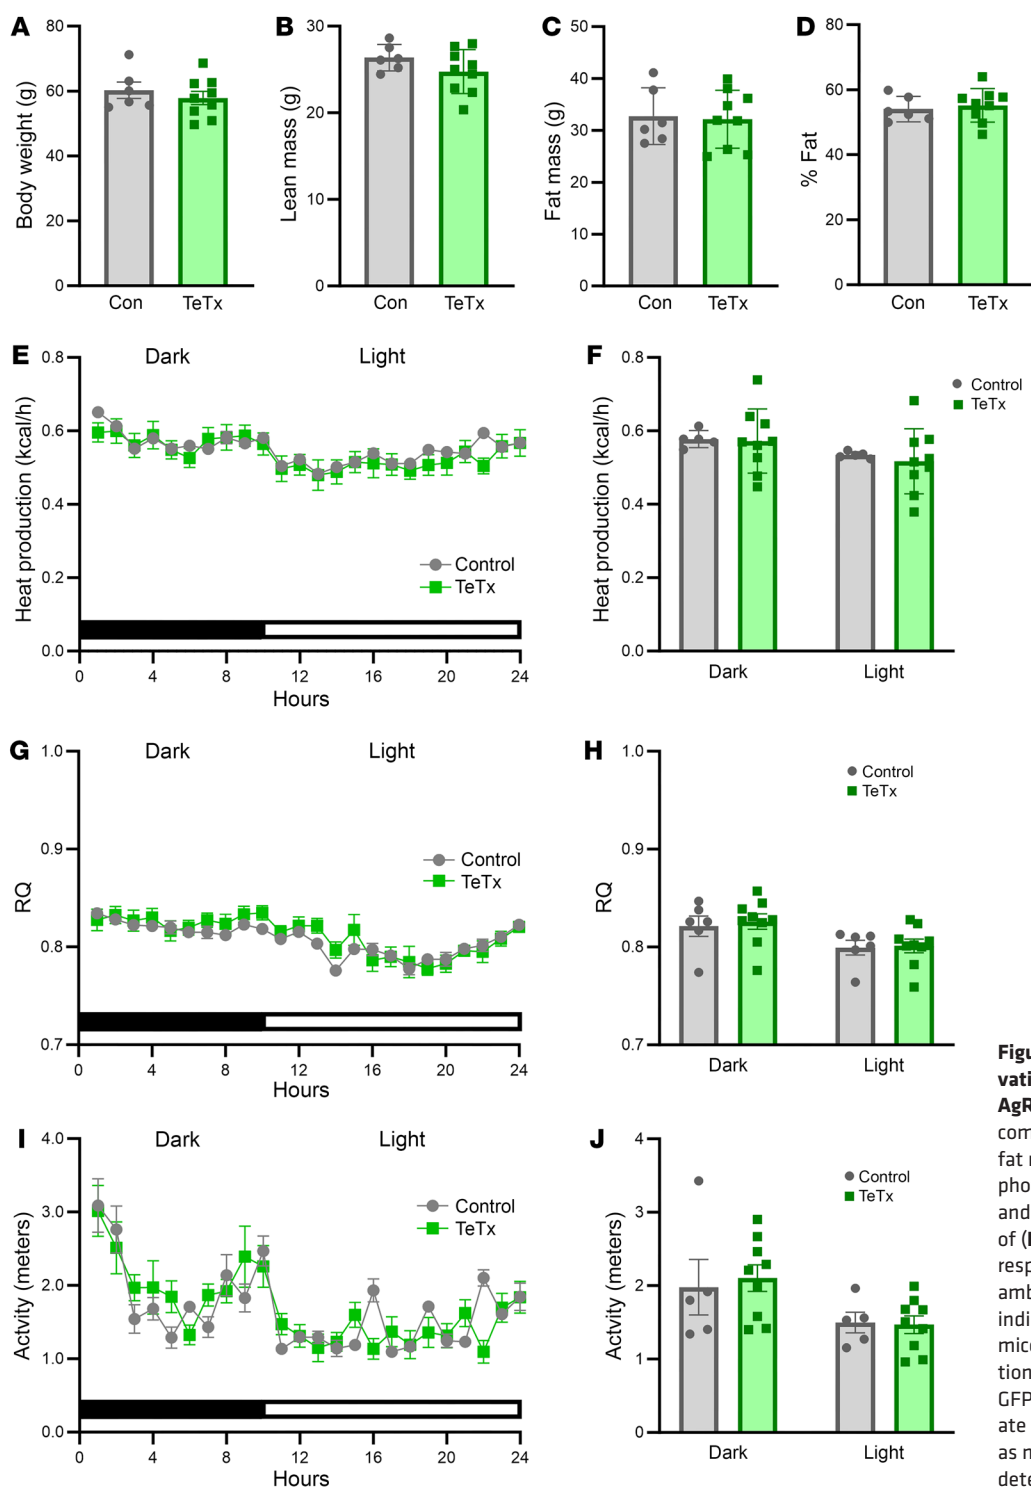 A
B
C
D
Body weight (g)
80
60
40
20
0
Con
TeTx
Lean mass (g)
30
20
10
0
Con
TeTx
Fat mass (g)
50
40
30
20
10
0
Con
TeTx
% Fat
80
60
40
20
0
Con
TeTx
E
Dark
Light
Heat production (kcal/h)
0.8
0.6
0.4
0.2
0.0
Control
TeTx
0
4
8
12
16
20
24
Hours
F
Heat production (kcal/h)
0.8
0.6
0.4
0.2
0.0
Control
TeTx
Dark
Light
G
Dark
Light
RQ
1.0
0.9
0.8
0.7
Control
TeTx
0
4
8
12
16
20
24
Hours
H
RQ
1.0
0.9
0.8
0.7
Control
TeTx
Dark
Light
I
Dark
Light
Actvity (meters)
4.0
3.0
2.0
1.0
0.0
Control
TeTx
0
4
8
12
16
20
24
Hours
J
Activity (meters)
4
3
2
1
0
Control
TeTx
Dark
Light
Figu
vati
AgR
com
fat r
pho
and
of (
resp
amb
indi
mice
tion
GFP
ate
as n
dete